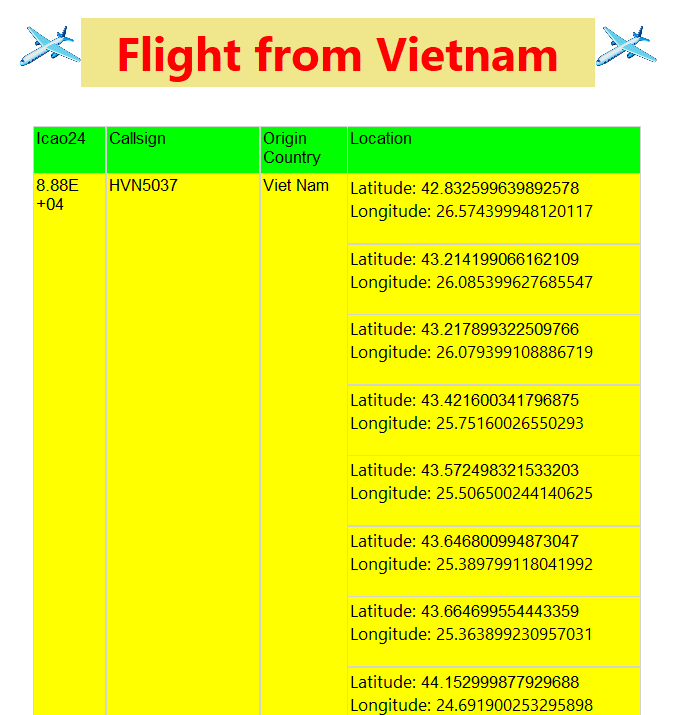 Flight from Vietnam
Icao24 Callsign Origin Country Location
8.88E+04 HVN5037 Viet Nam Latitude: 42.832599639892578
Longitude: 26.574399948120117
Latitude: 43.214199066162109
Longitude: 26.085399627685547
Latitude: 43.217899322509766
Longitude: 26.079399108886719
Latitude: 43.421600341796875
Longitude: 25.75160026550293
Latitude: 43.572498321533203
Longitude: 25.506500244140625
Latitude: 43.646800994873047
Longitude: 25.389799118041992
Latitude: 43.664699554443359
Longitude: 25.363899230957031
Latitude: 44.152999877929688
Longitude: 24.691900253295898